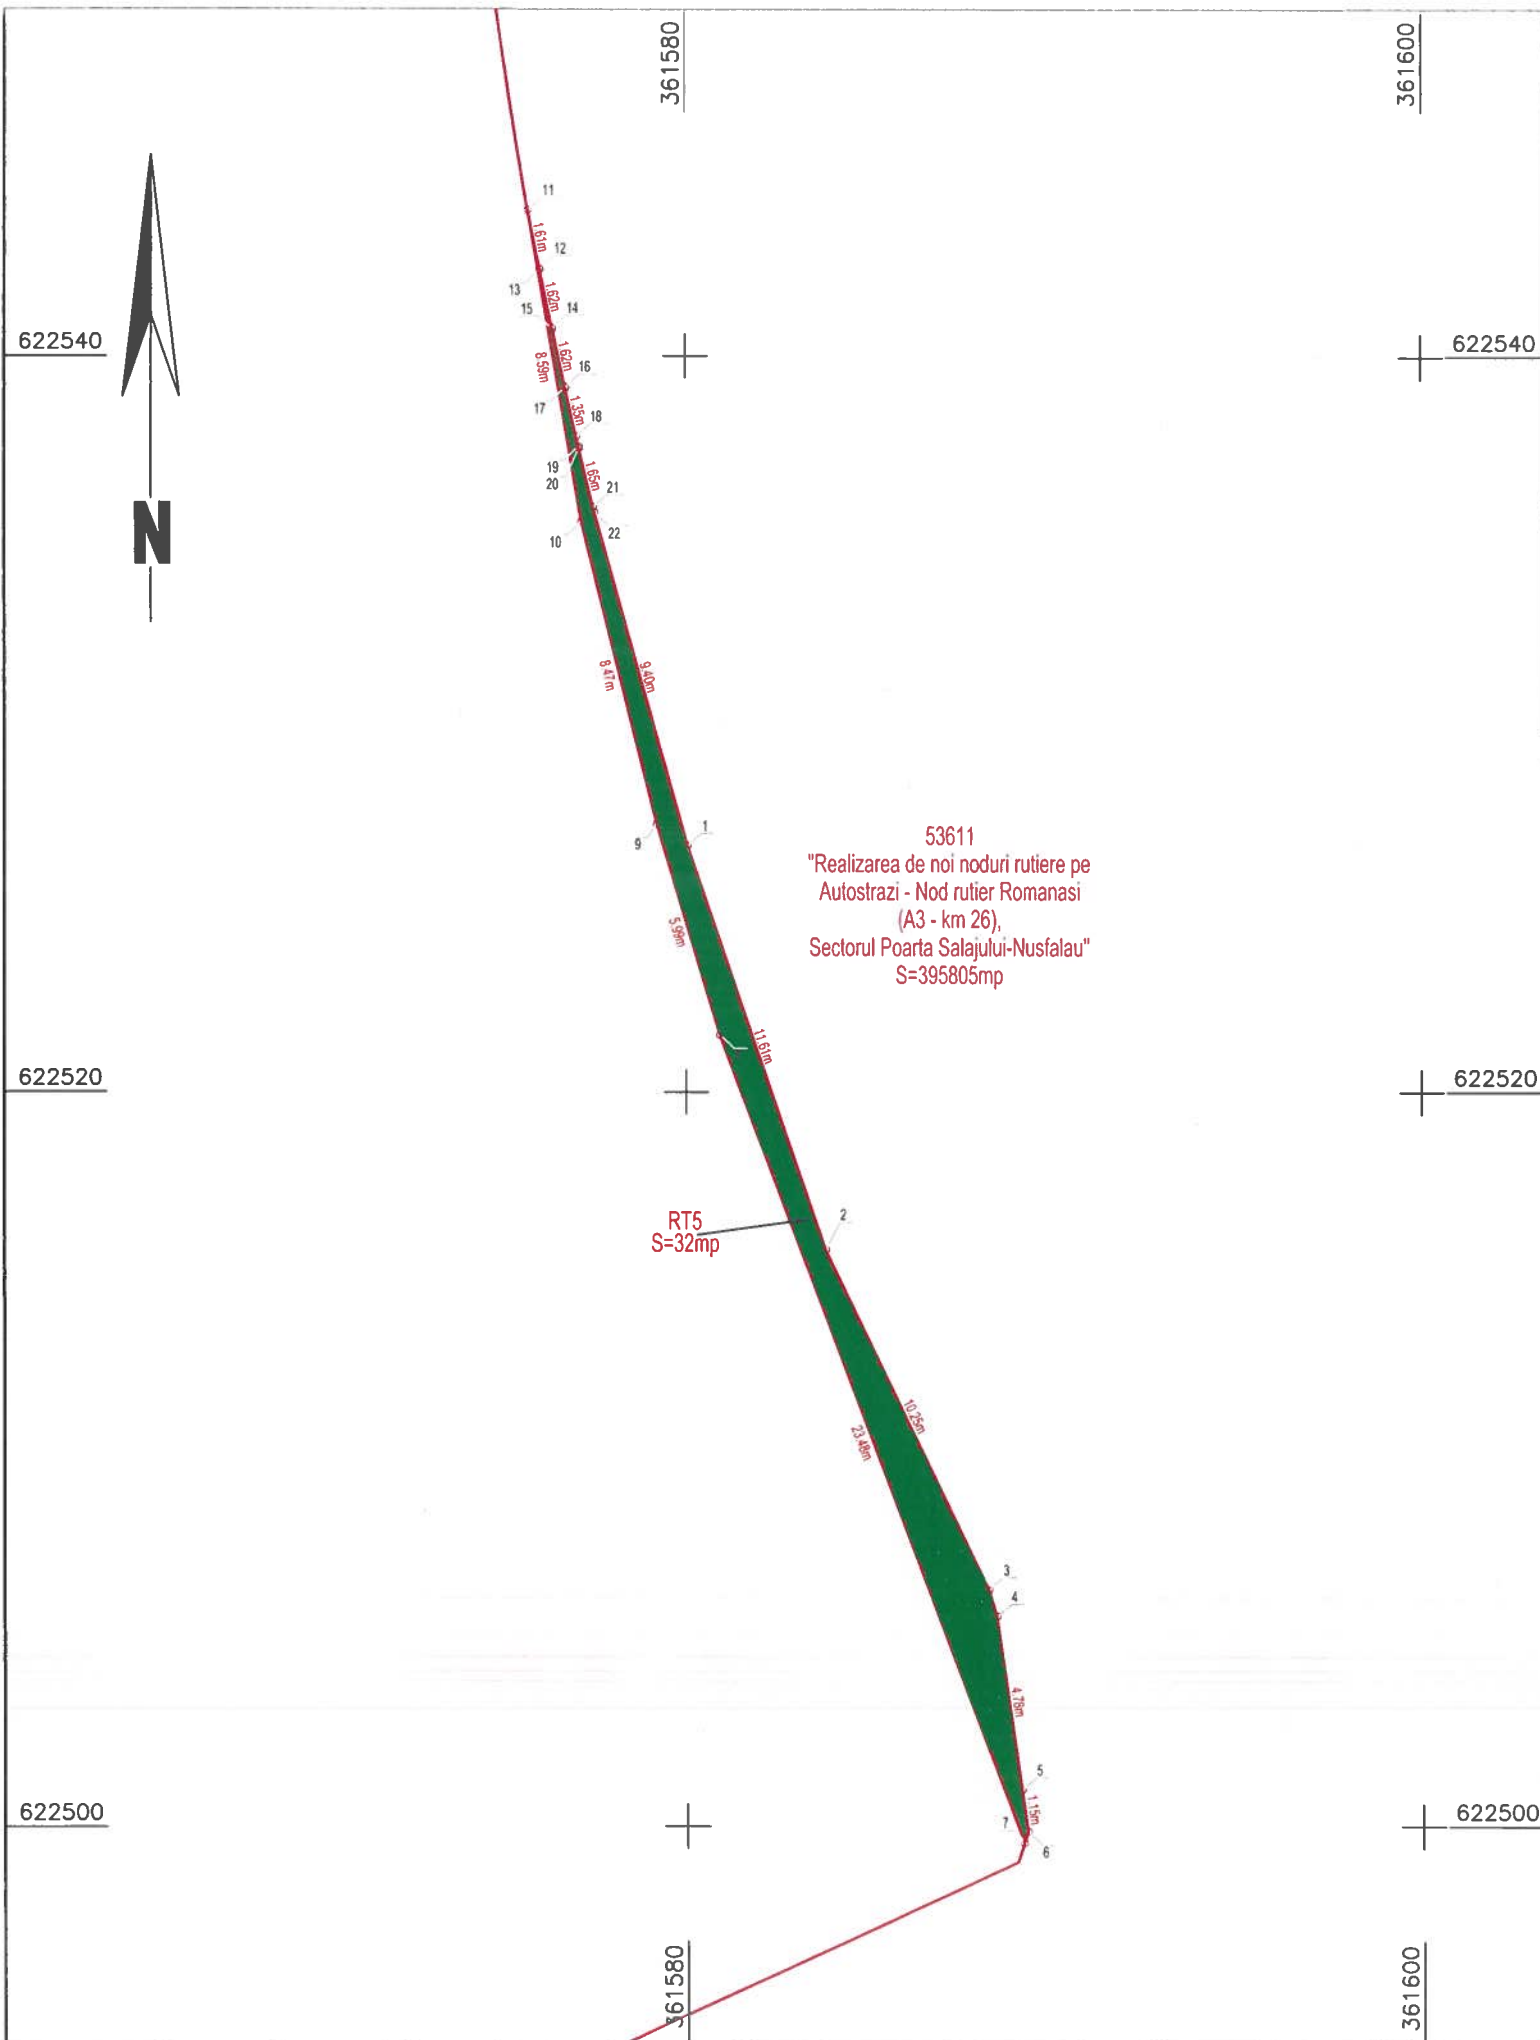 361580
361600
11
1.61m
12
13
1.62m
15
14
622540
622540
1.62m
8.59m
16
17
1.35m
18
19
1.65m
20
21
22
10
N
8.47m
9.40m
9
1
53611
"Realizarea de noi noduri rutiere pe
Autostrazi - Nod rutier Romanasi
(A3 - km 26),
Sectorul Poarta Salajului-Nusfalau"
S=395805mp
5.99m
11.61m
622520
622520
2
RT5
S=32mp
10.25m
23.48m
3
4
4.78m
5
1.15m
7
6
622500
622500
361580
361600